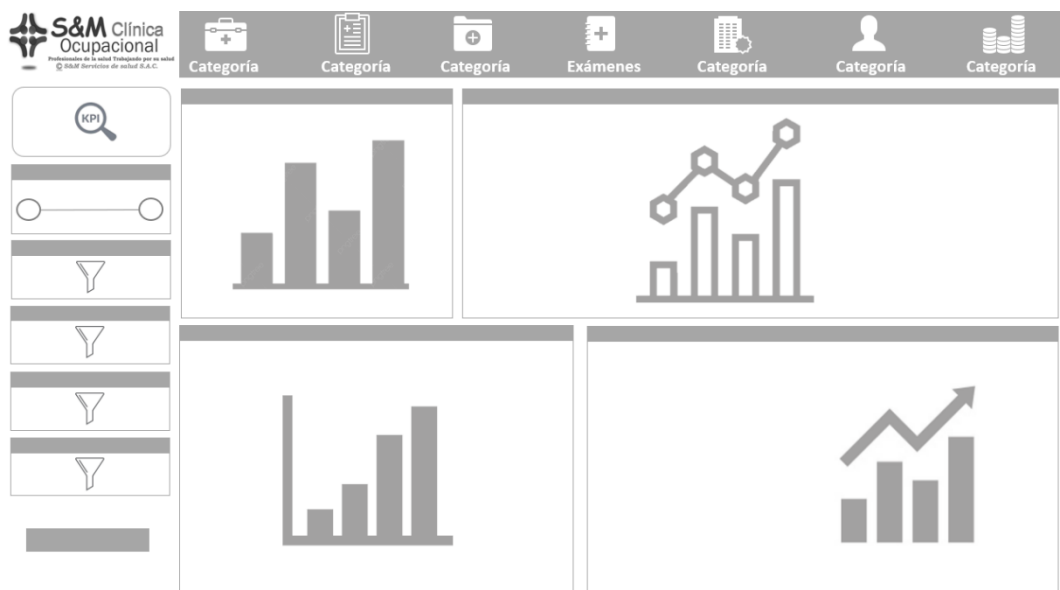 S&M Clínica
Ocupacional
Profesionales de la salud Trabajando por su salud
© S&M Servicios de salud S.A.C.
Categoría Categoría Categoría Exámenes Categoría Categoría Categoría
KPI